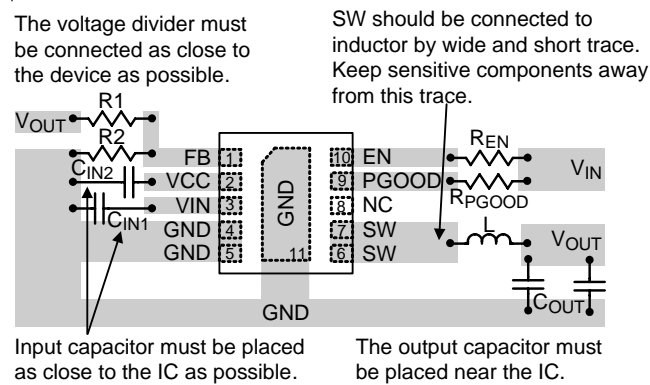 The voltage divider must
be connected as close to
the device as possible.
SW should be connected to
inductor by wide and short trace.
Keep sensitive components away
from this trace.
VOUT
R1
R2
CIN2
CIN1
FB 1
VCC 2
VIN 3
GND 4
GND 5
GND
11
10 EN
9 PGOOD
8 NC
7 SW
6 SW
REN
RPGOOD
VIN
L
VOUT
COUT
GND
Input capacitor must be placed
as close to the IC as possible.
The output capacitor must
be placed near the IC.